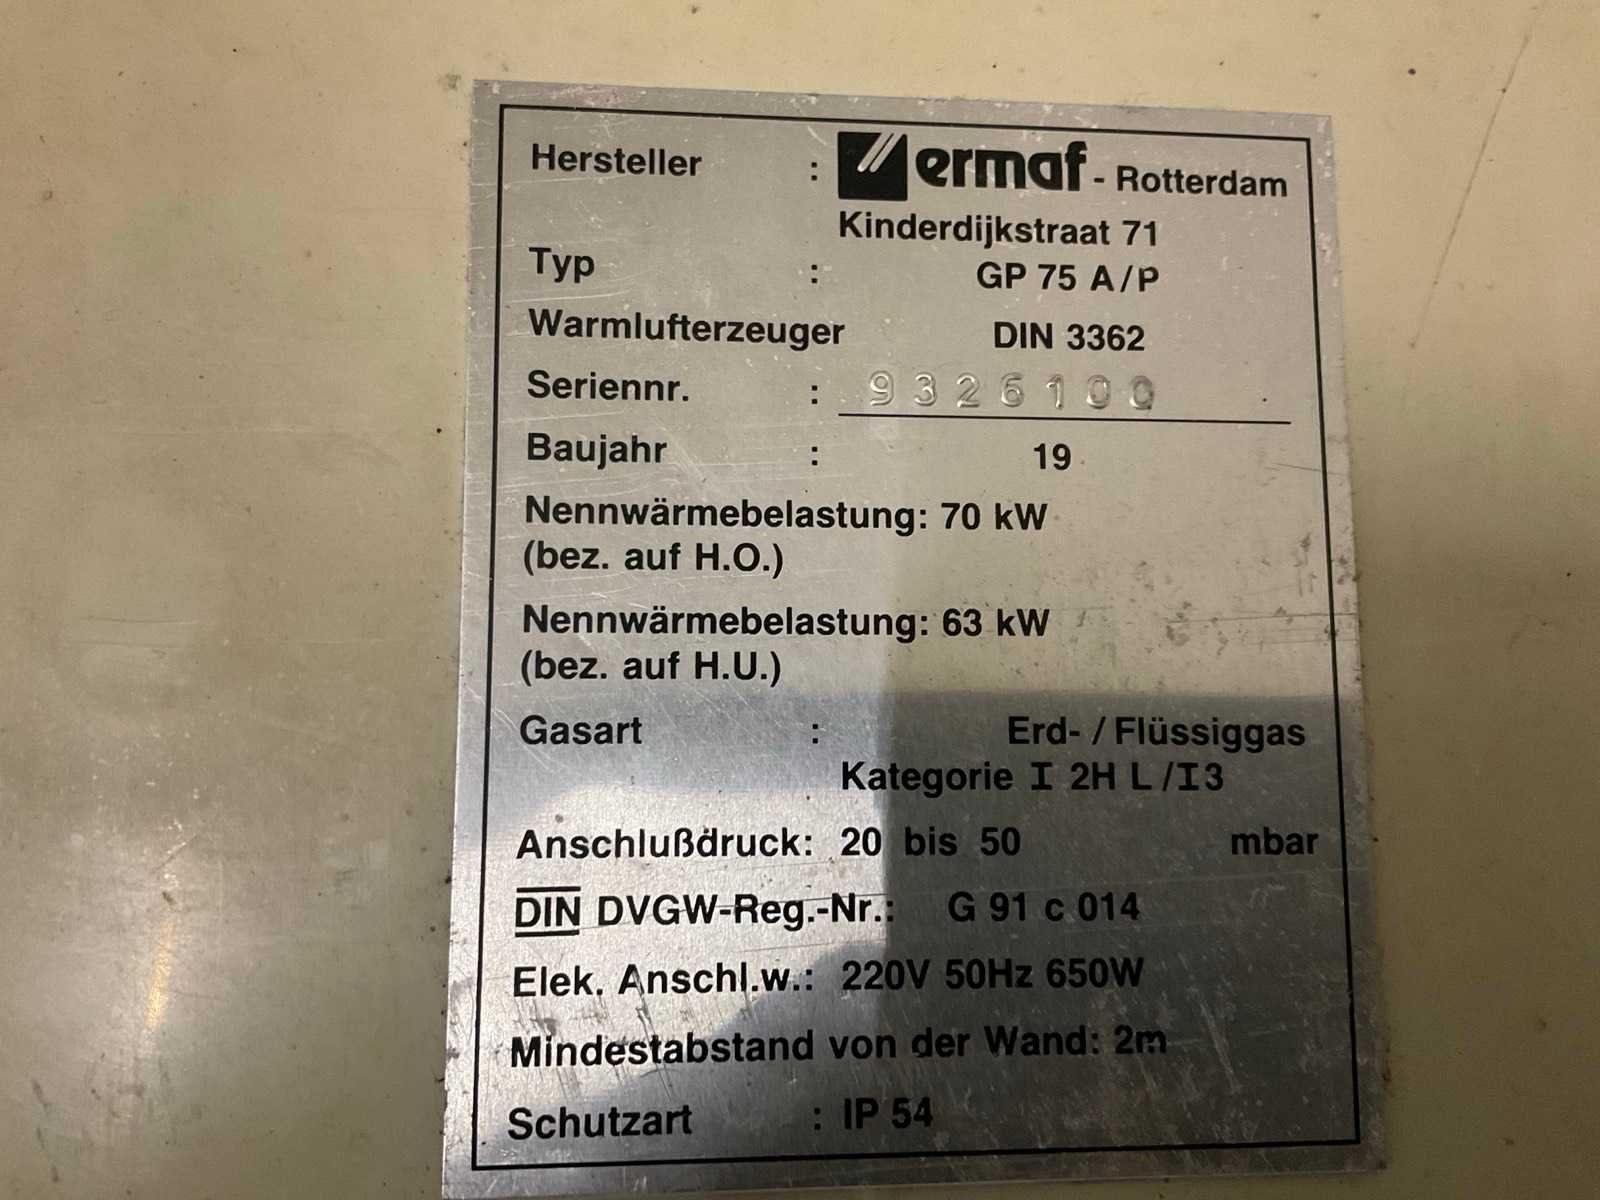 Hersteller : ermaf - Rotterdam
Kinderdijkstraat 71
Typ : GP 75 A/P
Warmlufterzeuger DIN 3362
Seriennr. : 9326100
Baujahr : 19
Nennwärmebelastung: 70 kW
(bez. auf H.O.)
Nennwärmebelastung: 63 kW
(bez. auf H.U.)
Gasart : Erd- / Flüssiggas
Kategorie I 2H L /I3
Anschlußdruck: 20 bis 50 mbar
DIN DVGW-Reg.-Nr.: G 91 c 014
Elek. Anschl.w.: 220V 50Hz 650W
Mindestabstand von der Wand: 2m
Schutzart : IP 54